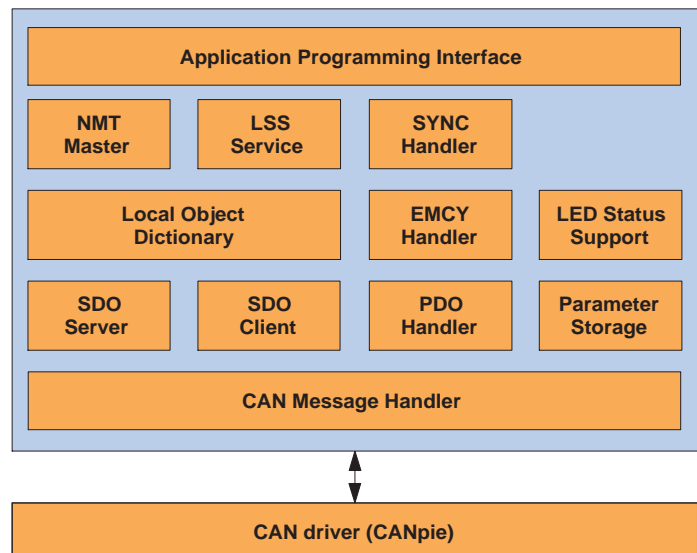 Application Programming Interface
NMT
Master
LSS
Service
SYNC
Handler
Local Object
Dictionary
EMCY
Handler
LED Status
Support
SDO
Server
SDO
Client
PDO
Handler
Parameter
Storage
CAN Message Handler
CAN driver (CANpie)